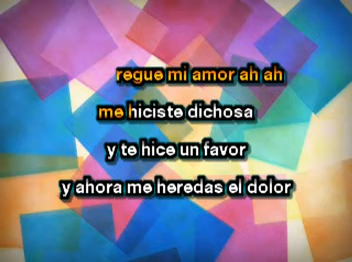 regue mi amor ah ah
me hiciste dichosa
y te hice un favor
y ahora me heredas el dolor